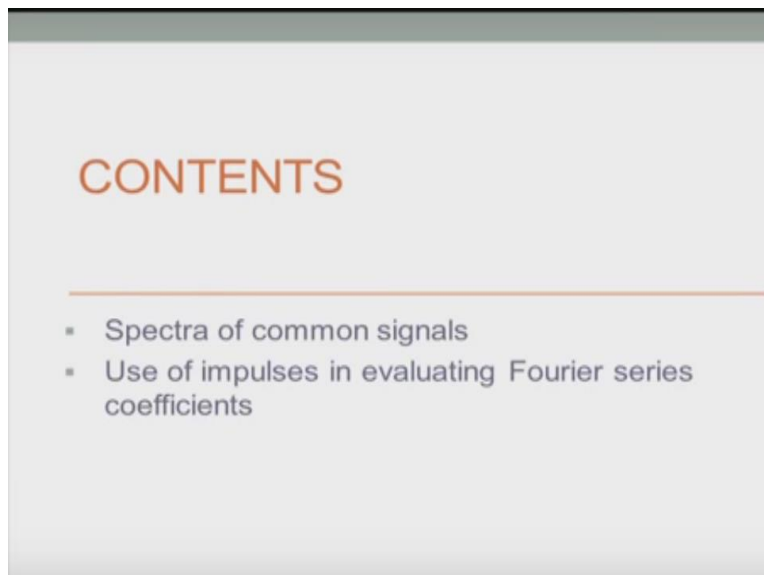 CONTENTS
▪ Spectra of common signals
▪ Use of impulses in evaluating Fourier series
coefficients